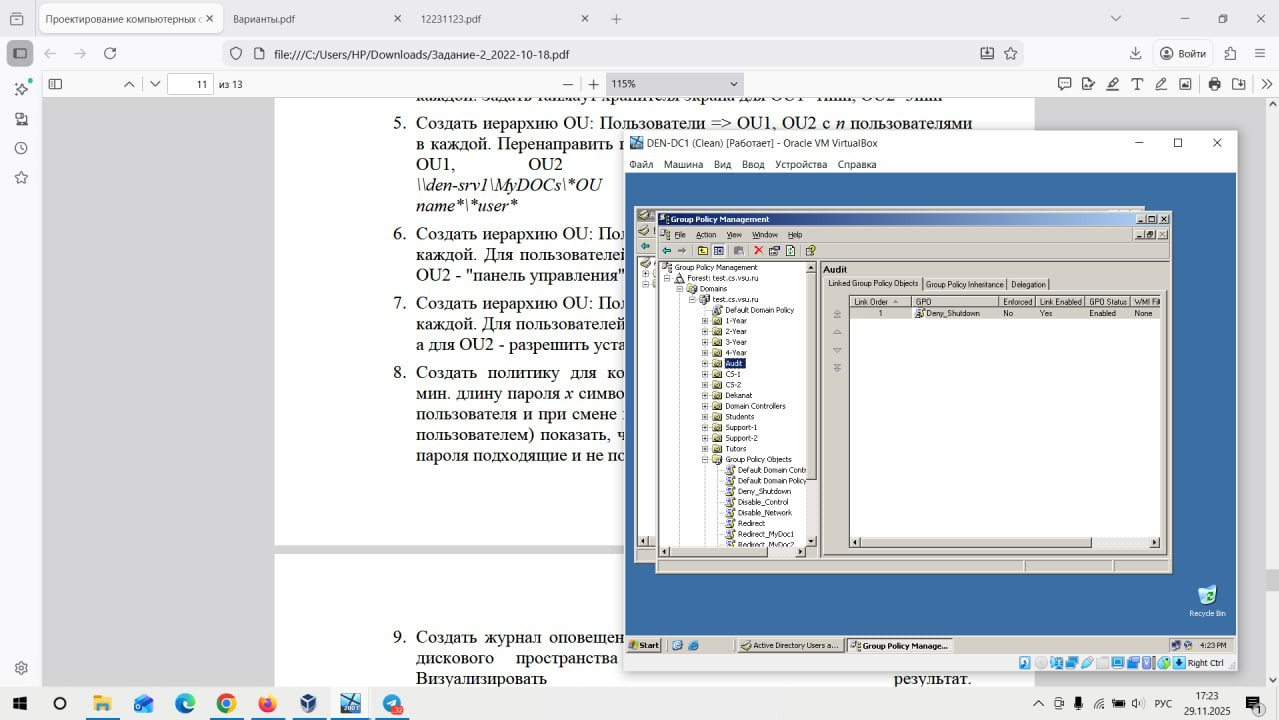 Проектирование компьютерных с
Варианты.pdf
12231123.pdf
file:///C:/Users/HP/Downloads/Задание-2_2022-10-18.pdf
Войти
11 из 13
115%
5. Создать иерархию OU: Пользователи => OU1, OU2 с n пользователями
в каждой. Перенаправить
OU1, OU2
\\den-srv1\MyDOCs\*OU
name*\*user*
6. Создать иерархию OU: Пол
каждой. Для пользователей
OU2 - "панель управления"
7. Создать иерархию OU: Пол
каждой. Для пользователей
а для OU2 - разрешить уста
8. Создать политику для ко
мин. длину пароля x симво
пользователя и при смене
пользователем) показать, ч
пароля подходящие и не по
9. Создать журнал оповещен
дискового пространства
Визуализировать результат.
DEN-DC1 (Clean) [Работает] - Oracle VM VirtualBox
Файл Машина Вид Ввод Устройства Справка
Group Policy Management
File Action View Window Help
Group Policy Management
Forest: test.cs.vsu.ru
Domains
test.cs.vsu.ru
Default Domain Policy
1-Year
2-Year
3-Year
4-Year
Audit
CS-1
CS-2
Dekanat
Domain Controllers
Students
Support-1
Support-2
Tutors
Group Policy Objects
Default Domain Contr
Default Domain Policy
Deny_Shutdown
Disable_Control
Disable_Network
Redirect
Redirect_MyDoc1
Redirect_MyDoc2
Audit
Linked Group Policy Objects Group Policy Inheritance Delegation
Link Order GPO Enforced Link Enabled GPO Status WMI Fil
1 Deny_Shutdown No Yes Enabled None
Recycle Bin
Start Active Directory Users a... Group Policy Manage... 4:23 PM
Right Ctrl
РУС
17:23
29.11.2025